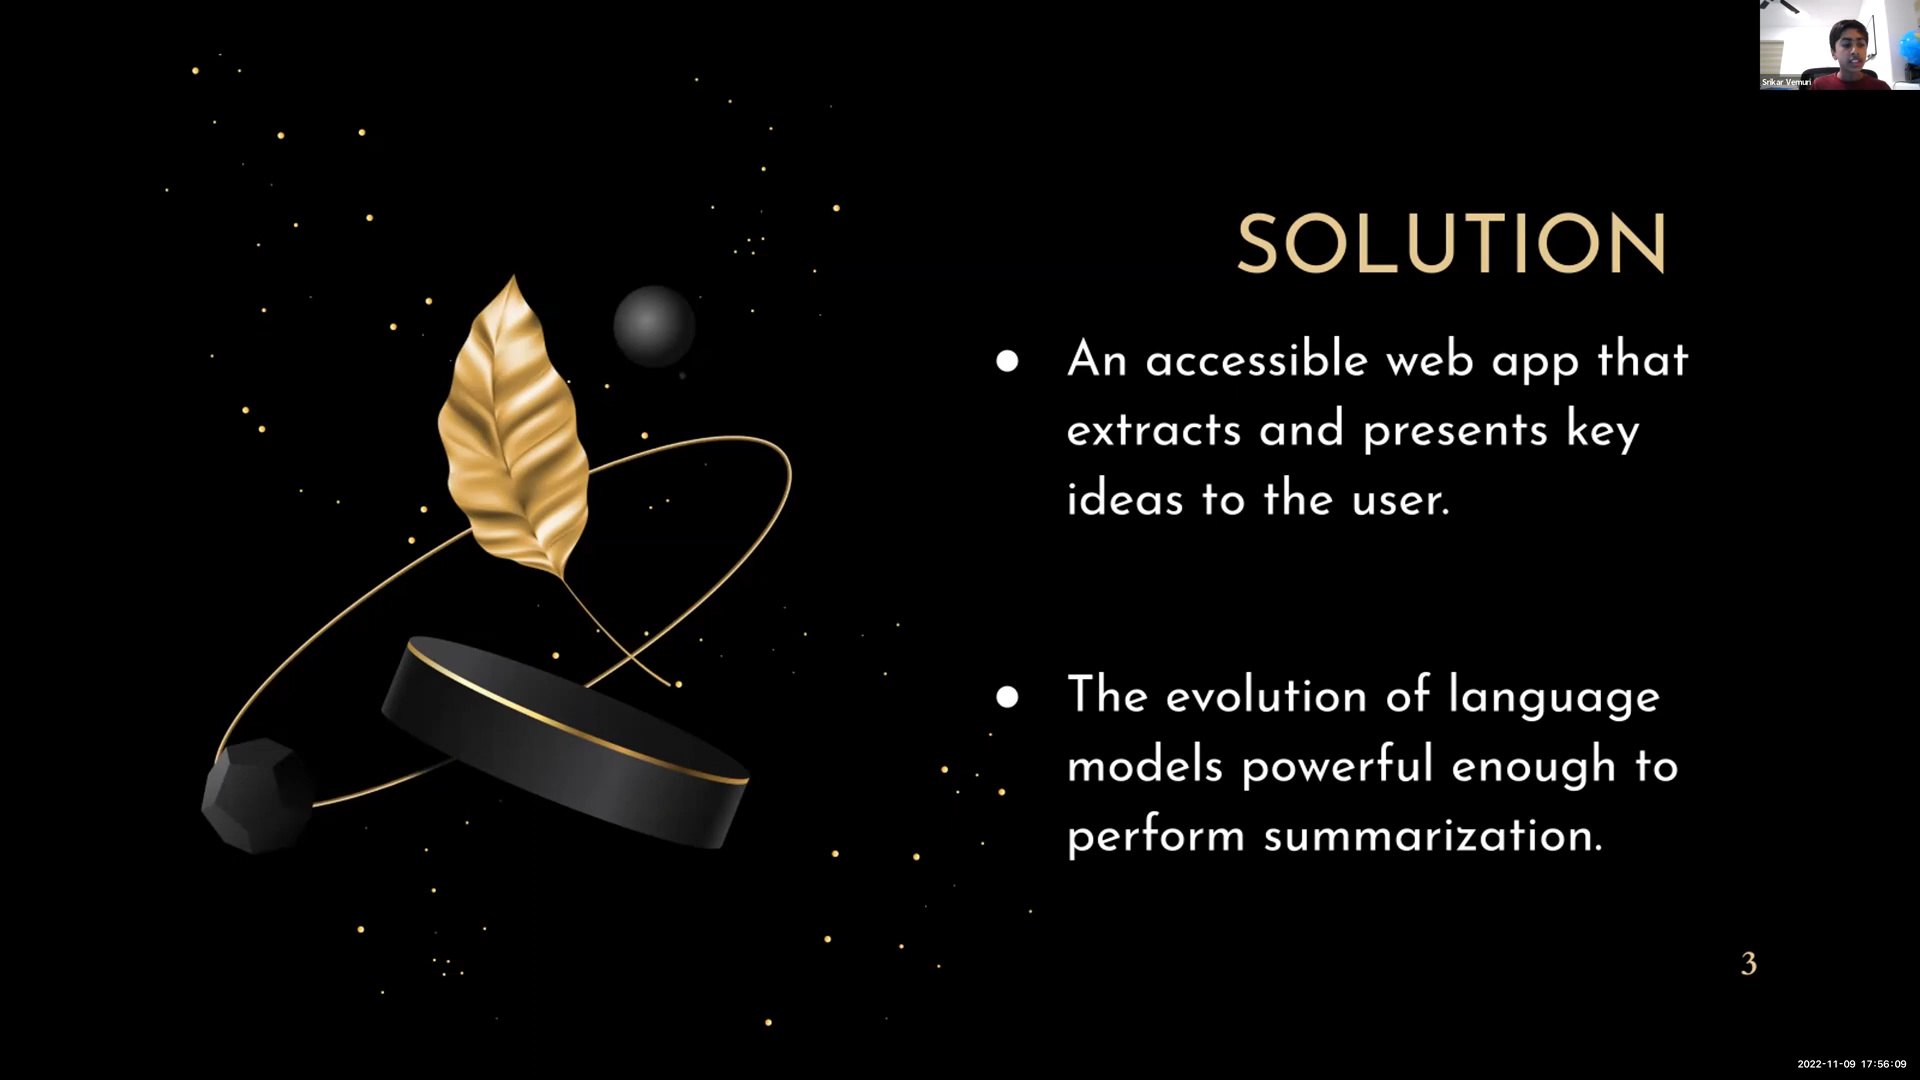 Srikar Vemuri
SOLUTION
● An accessible web app that
extracts and presents key
ideas to the user.
● The evolution of language
models powerful enough to
perform summarization.
3
2022-11-09 17:56:09